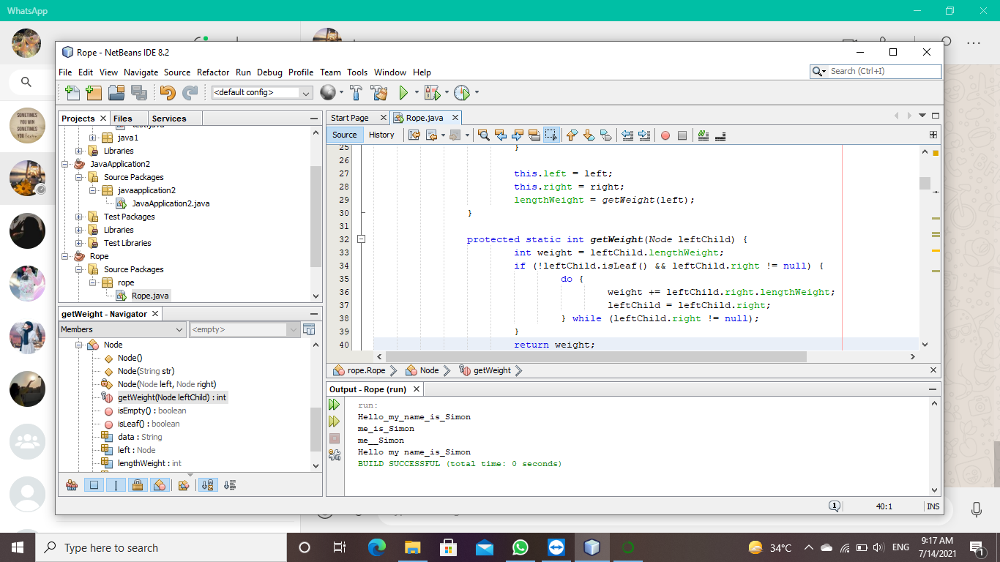 WhatsApp
Rope - NetBeans IDE 8.2
File Edit View Navigate Source Refactor Run Debug Profile Team Tools Window Help
Search (Ctrl+I)
<default config>
Projects Files Services
java1
Libraries
JavaApplication2
Source Packages
javaapplication2
JavaApplication2.java
Test Packages
Libraries
Test Libraries
Rope
Source Packages
rope
Rope.java
getWeight - Navigator
Members <empty>
Node
Node()
Node(String str)
Node(Node left, Node right)
getWeight(Node leftChild) : int
isEmpty() : boolean
isLeaf() : boolean
data : String
left : Node
lengthWeight : int
Start Page Rope.java
Source History
25 }
26
27 this.left = left;
28 this.right = right;
29 lengthWeight = getWeight(left);
30 }
31
32 protected static int getWeight(Node leftChild) {
33 int weight = leftChild.lengthWeight;
34 if (!leftChild.isLeaf() && leftChild.right != null) {
35 do {
36 weight += leftChild.right.lengthWeight;
37 leftChild = leftChild.right;
38 } while (leftChild.right != null);
39 }
40 return weight;
rope.Rope Node getWeight
Output - Rope (run)
run:
Hello_my_name_is_Simon
me_is_Simon
me__Simon
Hello my name_is_Simon
BUILD SUCCESSFUL (total time: 0 seconds)
1 40:1 INS
SOMETIMES
YOU WIN
SOMETIMES
YOU learn
Type here to search
34°C ENG
9:17 AM
7/14/2021
1